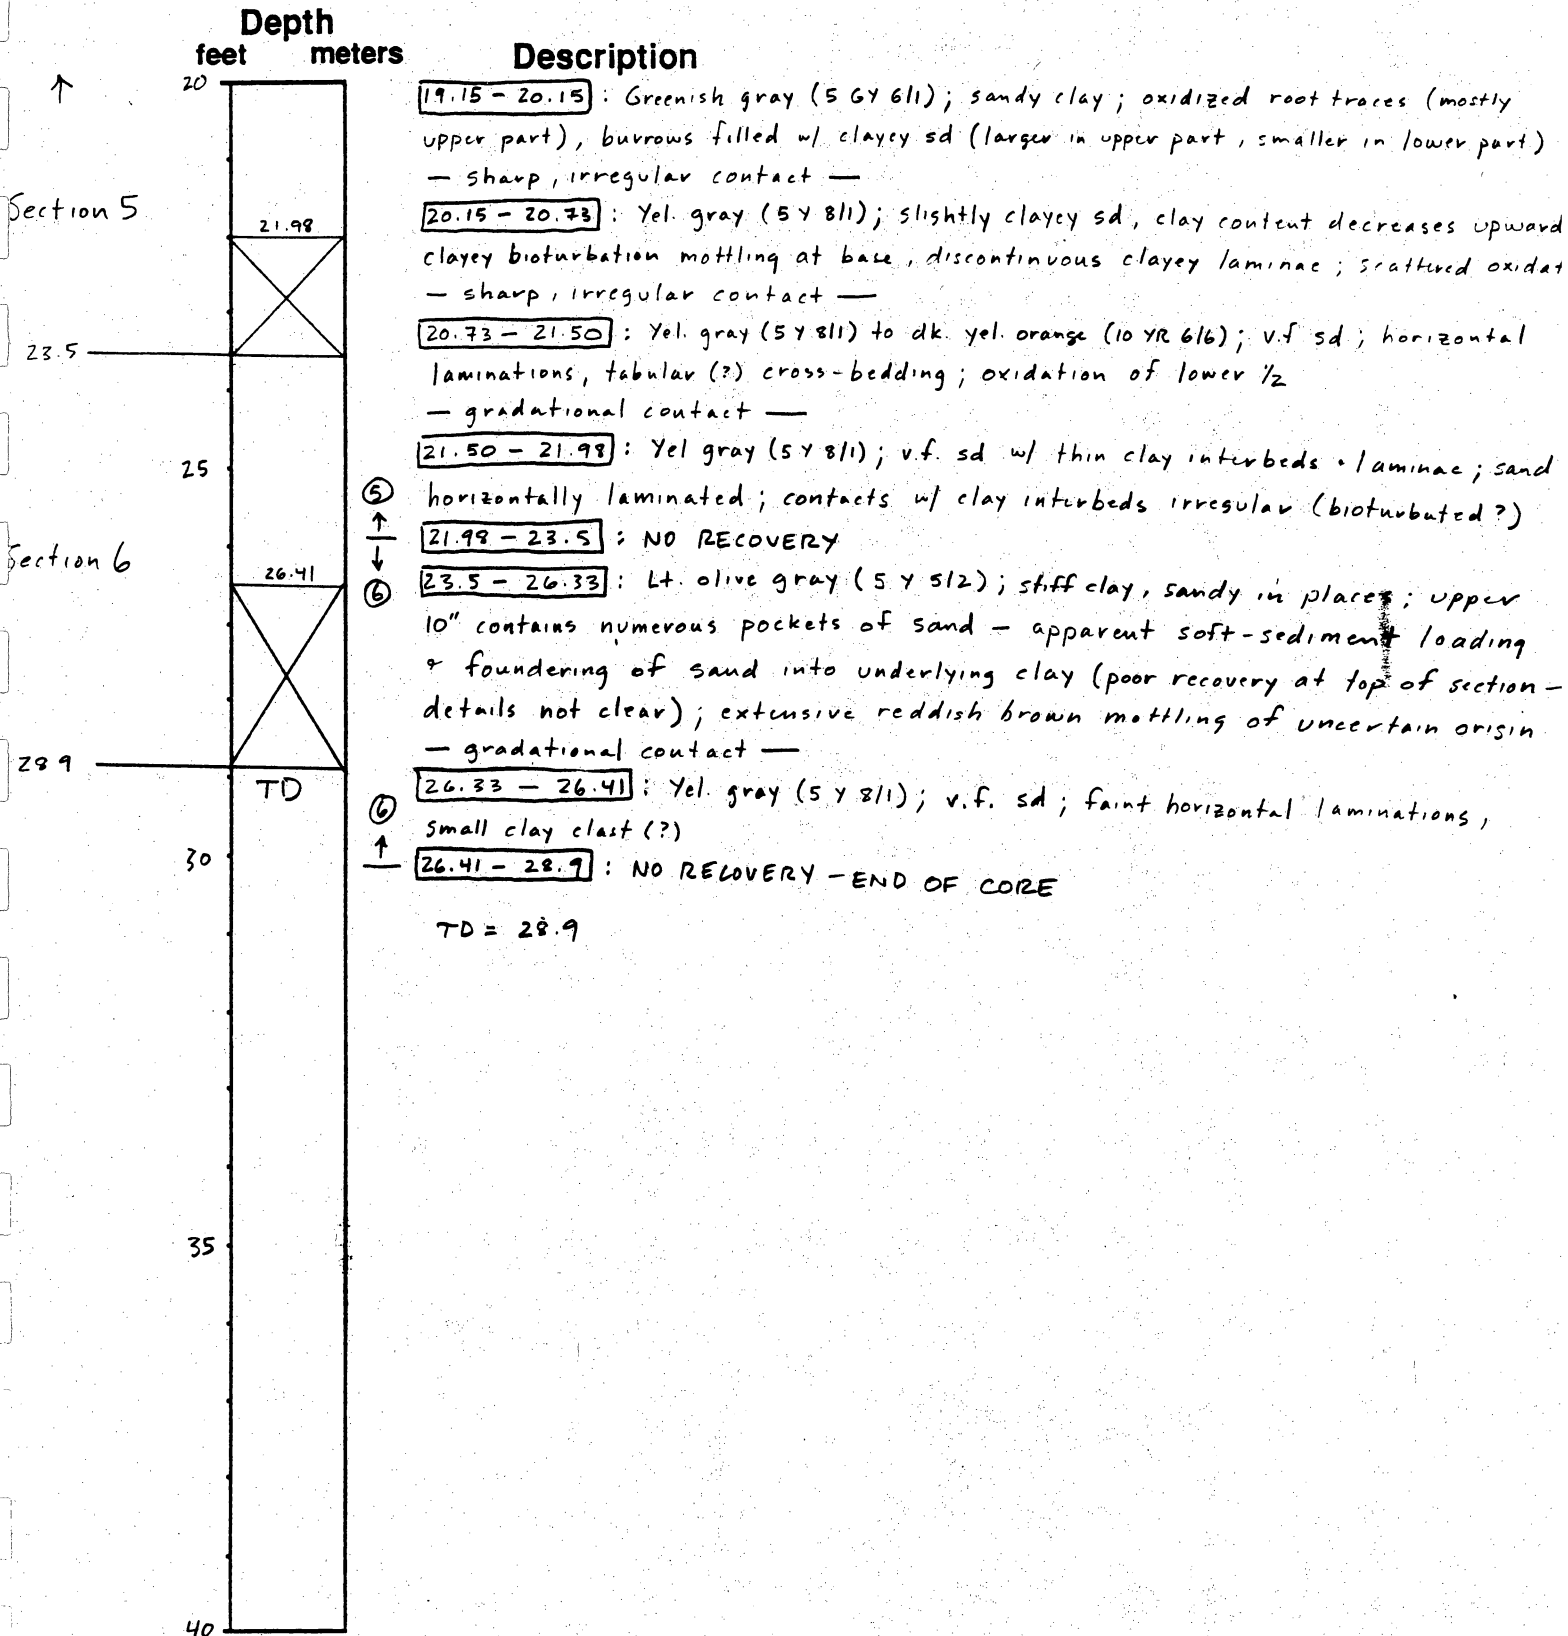 Depth
feet meters Description
20
↑
19.15 – 20.15 : Greenish gray (5 GY 6/1); sandy clay; oxidized root traces (mostly
upper part), burrows filled w/ clayey sd (larger in upper part, smaller in lower part)
— sharp, irregular contact —
Section 5
20.15 – 20.73 : Yel. gray (5 Y 8/1); slightly clayey sd, clay content decreases upward
21.98
clayey bioturbation mottling at base, discontinuous clayey laminae; scattered oxidat
— sharp, irregular contact —
20.73 – 21.50 : Yel. gray (5 Y 8/1) to dk. yel. orange (10 YR 6/6); v.f sd; horizontal
23.5
laminations, tabular (?) cross-bedding; oxidation of lower 1/2
— gradational contact —
21.50 – 21.98 : Yel gray (5 Y 8/1); v.f. sd w/ thin clay interbeds + laminae; sand
25
⑤ horizontally laminated; contacts w/ clay interbeds irregular (bioturbated?)
↑
21.98 – 23.5 : NO RECOVERY
↓
Section 6
26.41
⑥ 23.5 – 26.33 : Lt. olive gray (5 Y 5/2); stiff clay, sandy in places; upper
10" contains numerous pockets of sand – apparent soft-sediment loading
+ foundering of sand into underlying clay (poor recovery at top of section –
details not clear); extensive reddish brown mottling of uncertain origin
— gradational contact —
28 9
TD
26.33 – 26.41 : Yel. gray (5 Y 8/1); v.f. sd; faint horizontal laminations,
⑥ small clay clast (?)
↑
30
26.41 – 28.9 : NO RECOVERY – END OF CORE
TD = 28.9
35
40